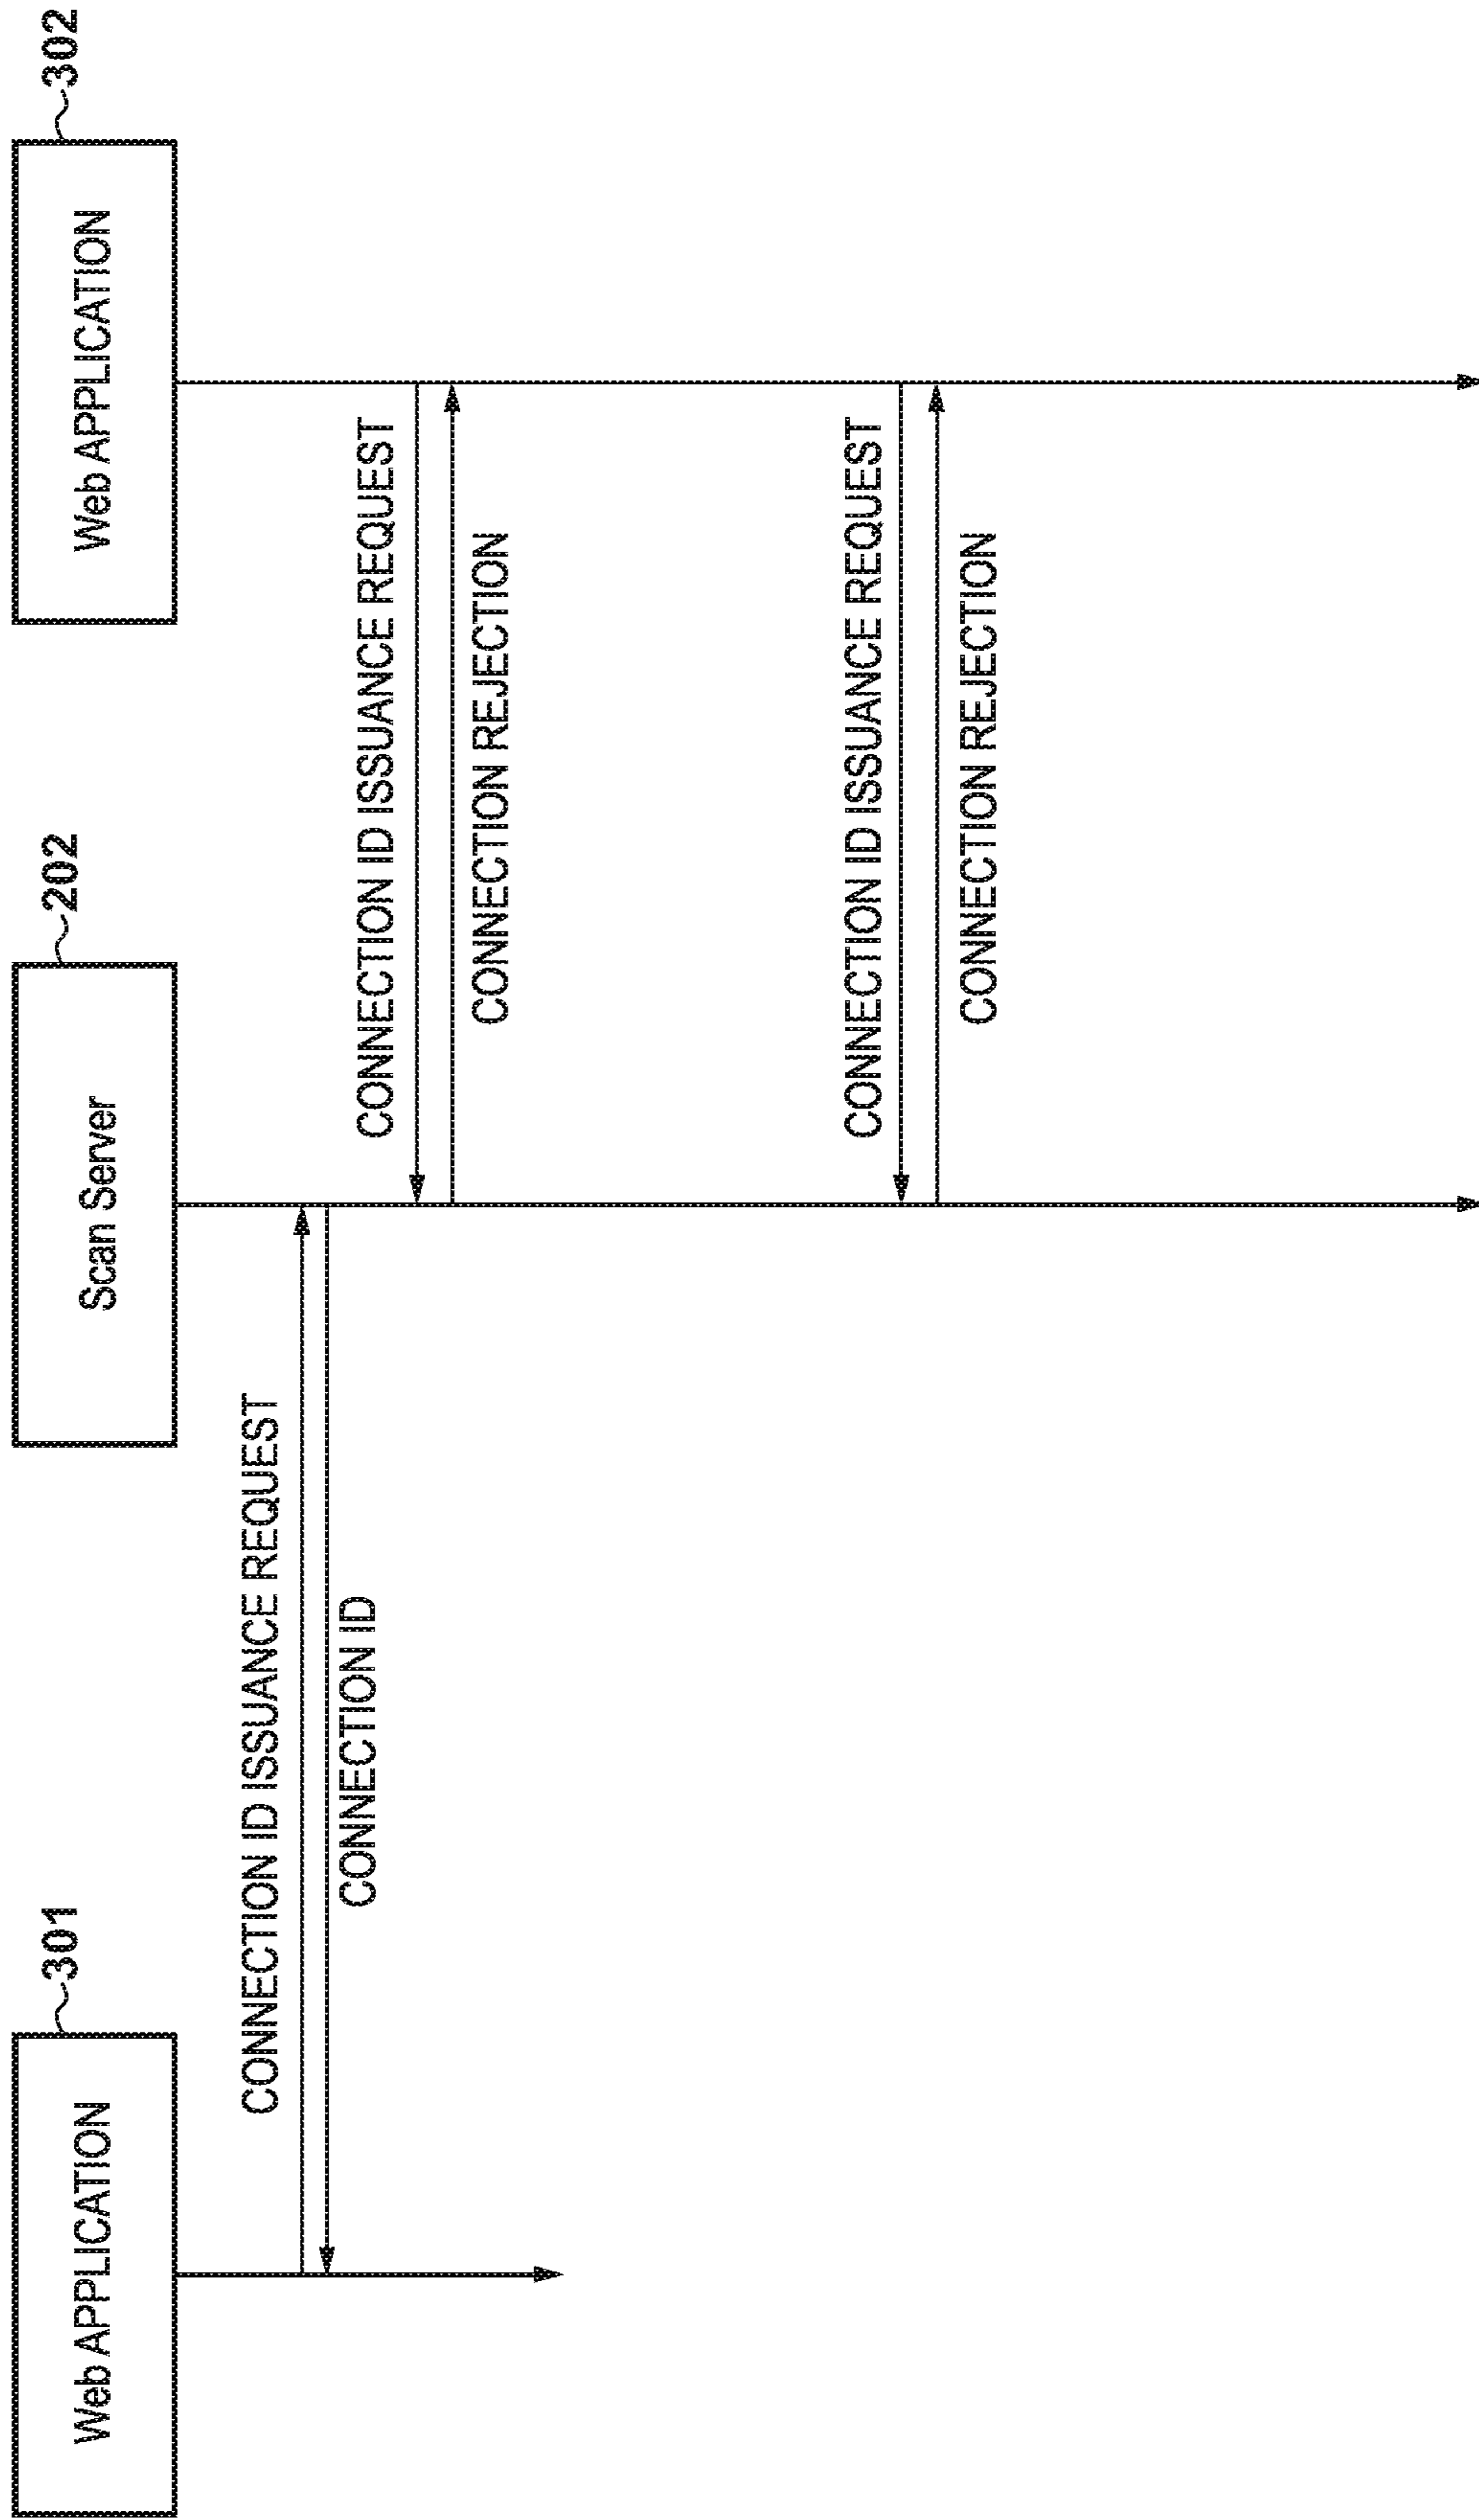 301
Web APPLICATION
202
Scan Server
302
Web APPLICATION
CONNECTION ID ISSUANCE REQUEST
CONNECTION ID
CONNECTION ID ISSUANCE REQUEST
CONNECTION REJECTION
CONNECTION ID ISSUANCE REQUEST
CONNECTION REJECTION